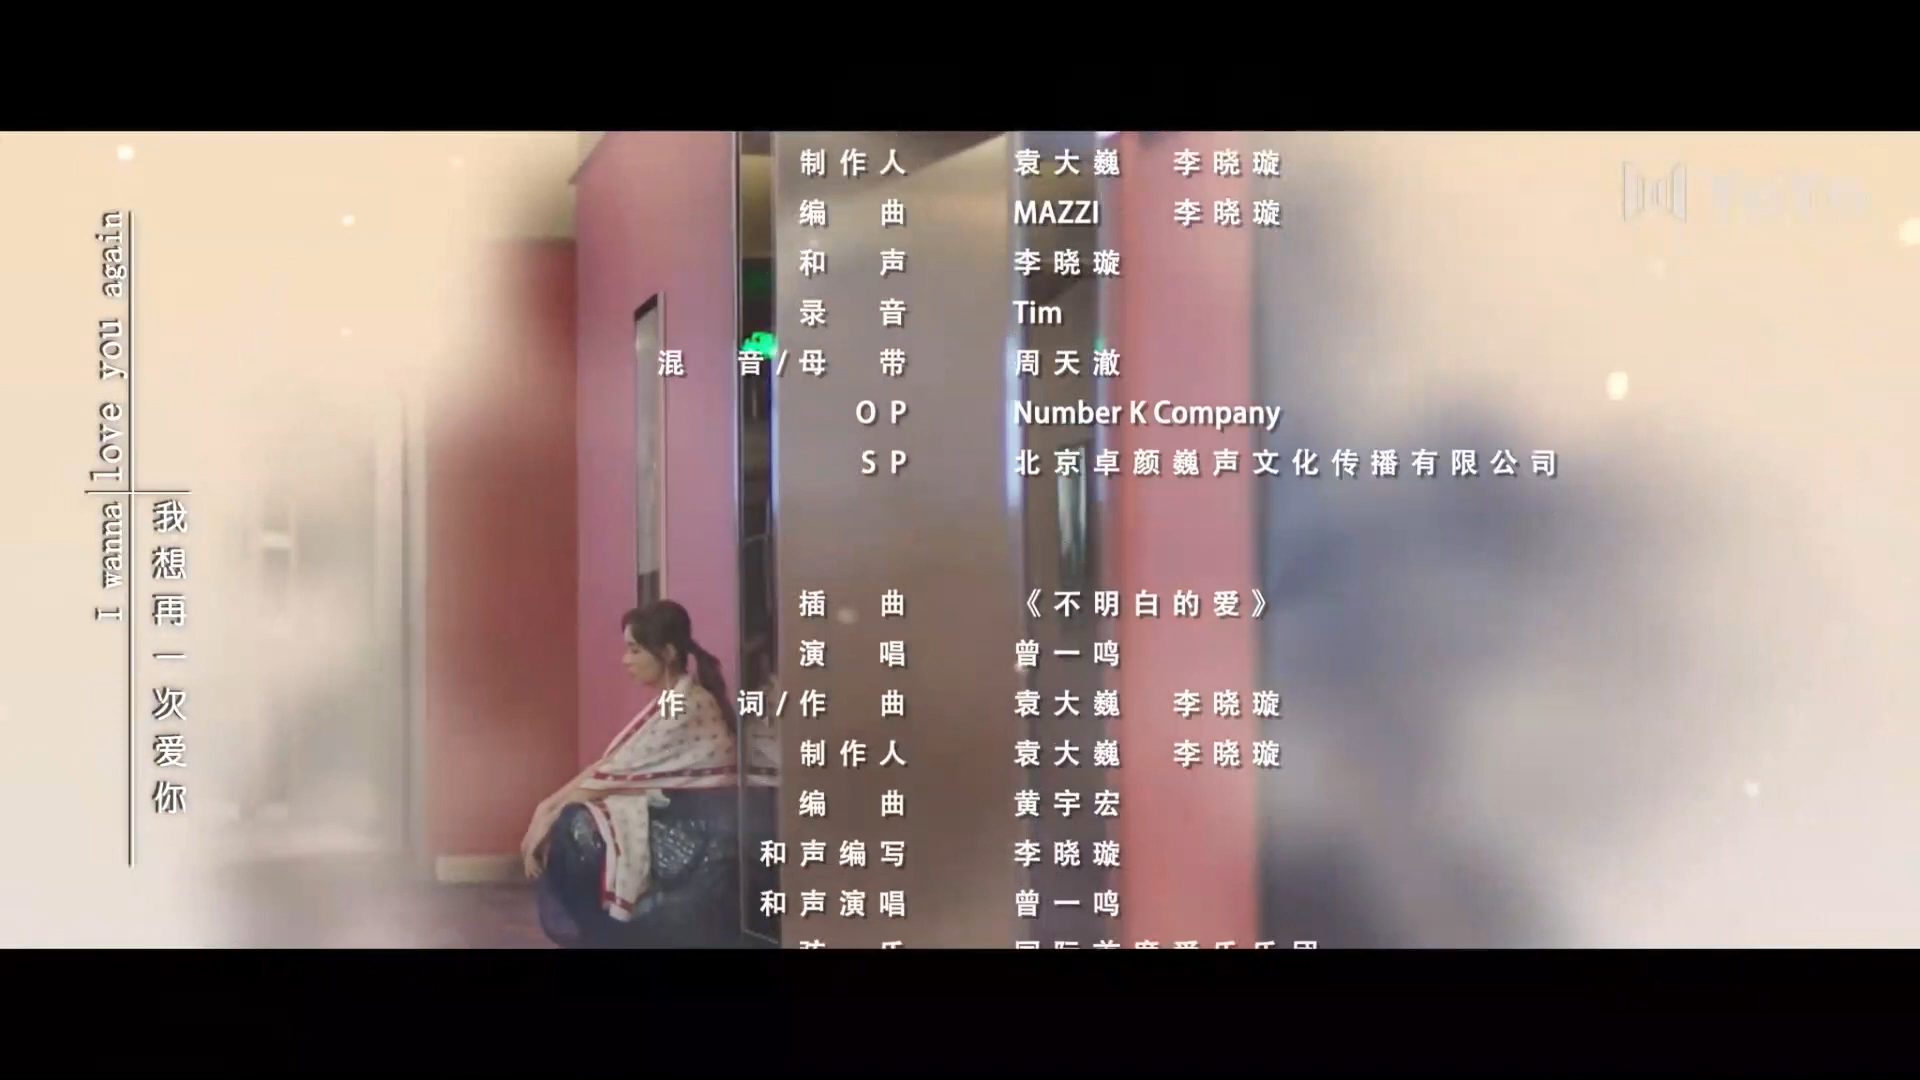 制作人 袁大巍 李晓璇
编曲 MAZZI 李晓璇
和声 李晓璇
录音 Tim
混音/母带 周天澈
OP Number K Company
SP 北京卓颜巍声文化传播有限公司
插曲 《不明白的爱》
演唱 曾一鸣
作词/作曲 袁大巍 李晓璇
制作人 袁大巍 李晓璇
编曲 黄宇宏
和声编写 李晓璇
和声演唱 曾一鸣
I wanna love you again
我想再一次爱你